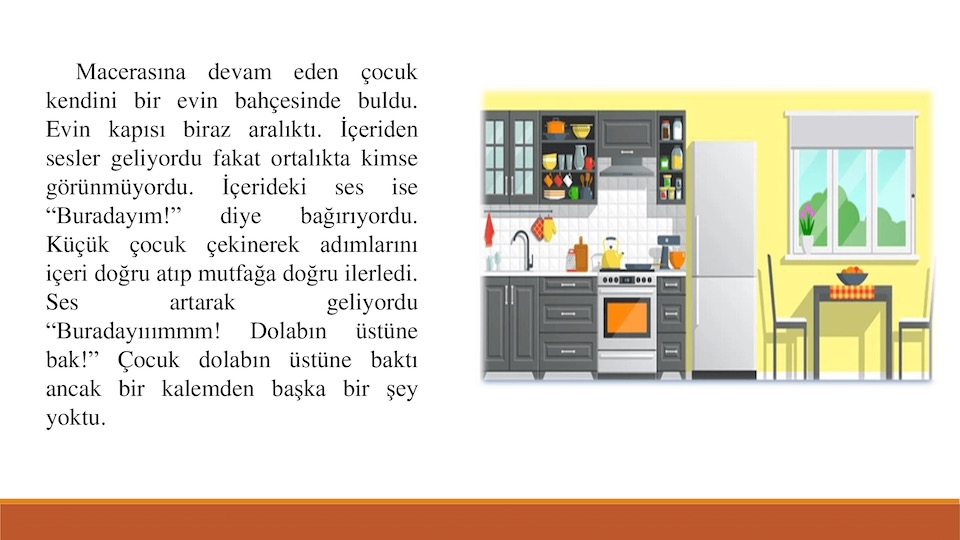 Macerasına devam eden çocuk
kendini bir evin bahçesinde buldu.
Evin kapısı biraz aralıktı. İçeriden
sesler geliyordu fakat ortalıkta kimse
görünmüyordu. İçerideki ses ise
“Buradayım!” diye bağırıyordu.
Küçük çocuk çekinerek adımlarını
içeri doğru atıp mutfağa doğru ilerledi.
Ses artarak geliyordu
“Buradayıııımmm! Dolabın üstüne
bak!” Çocuk dolabın üstüne baktı
ancak bir kalemden başka bir şey
yoktu.